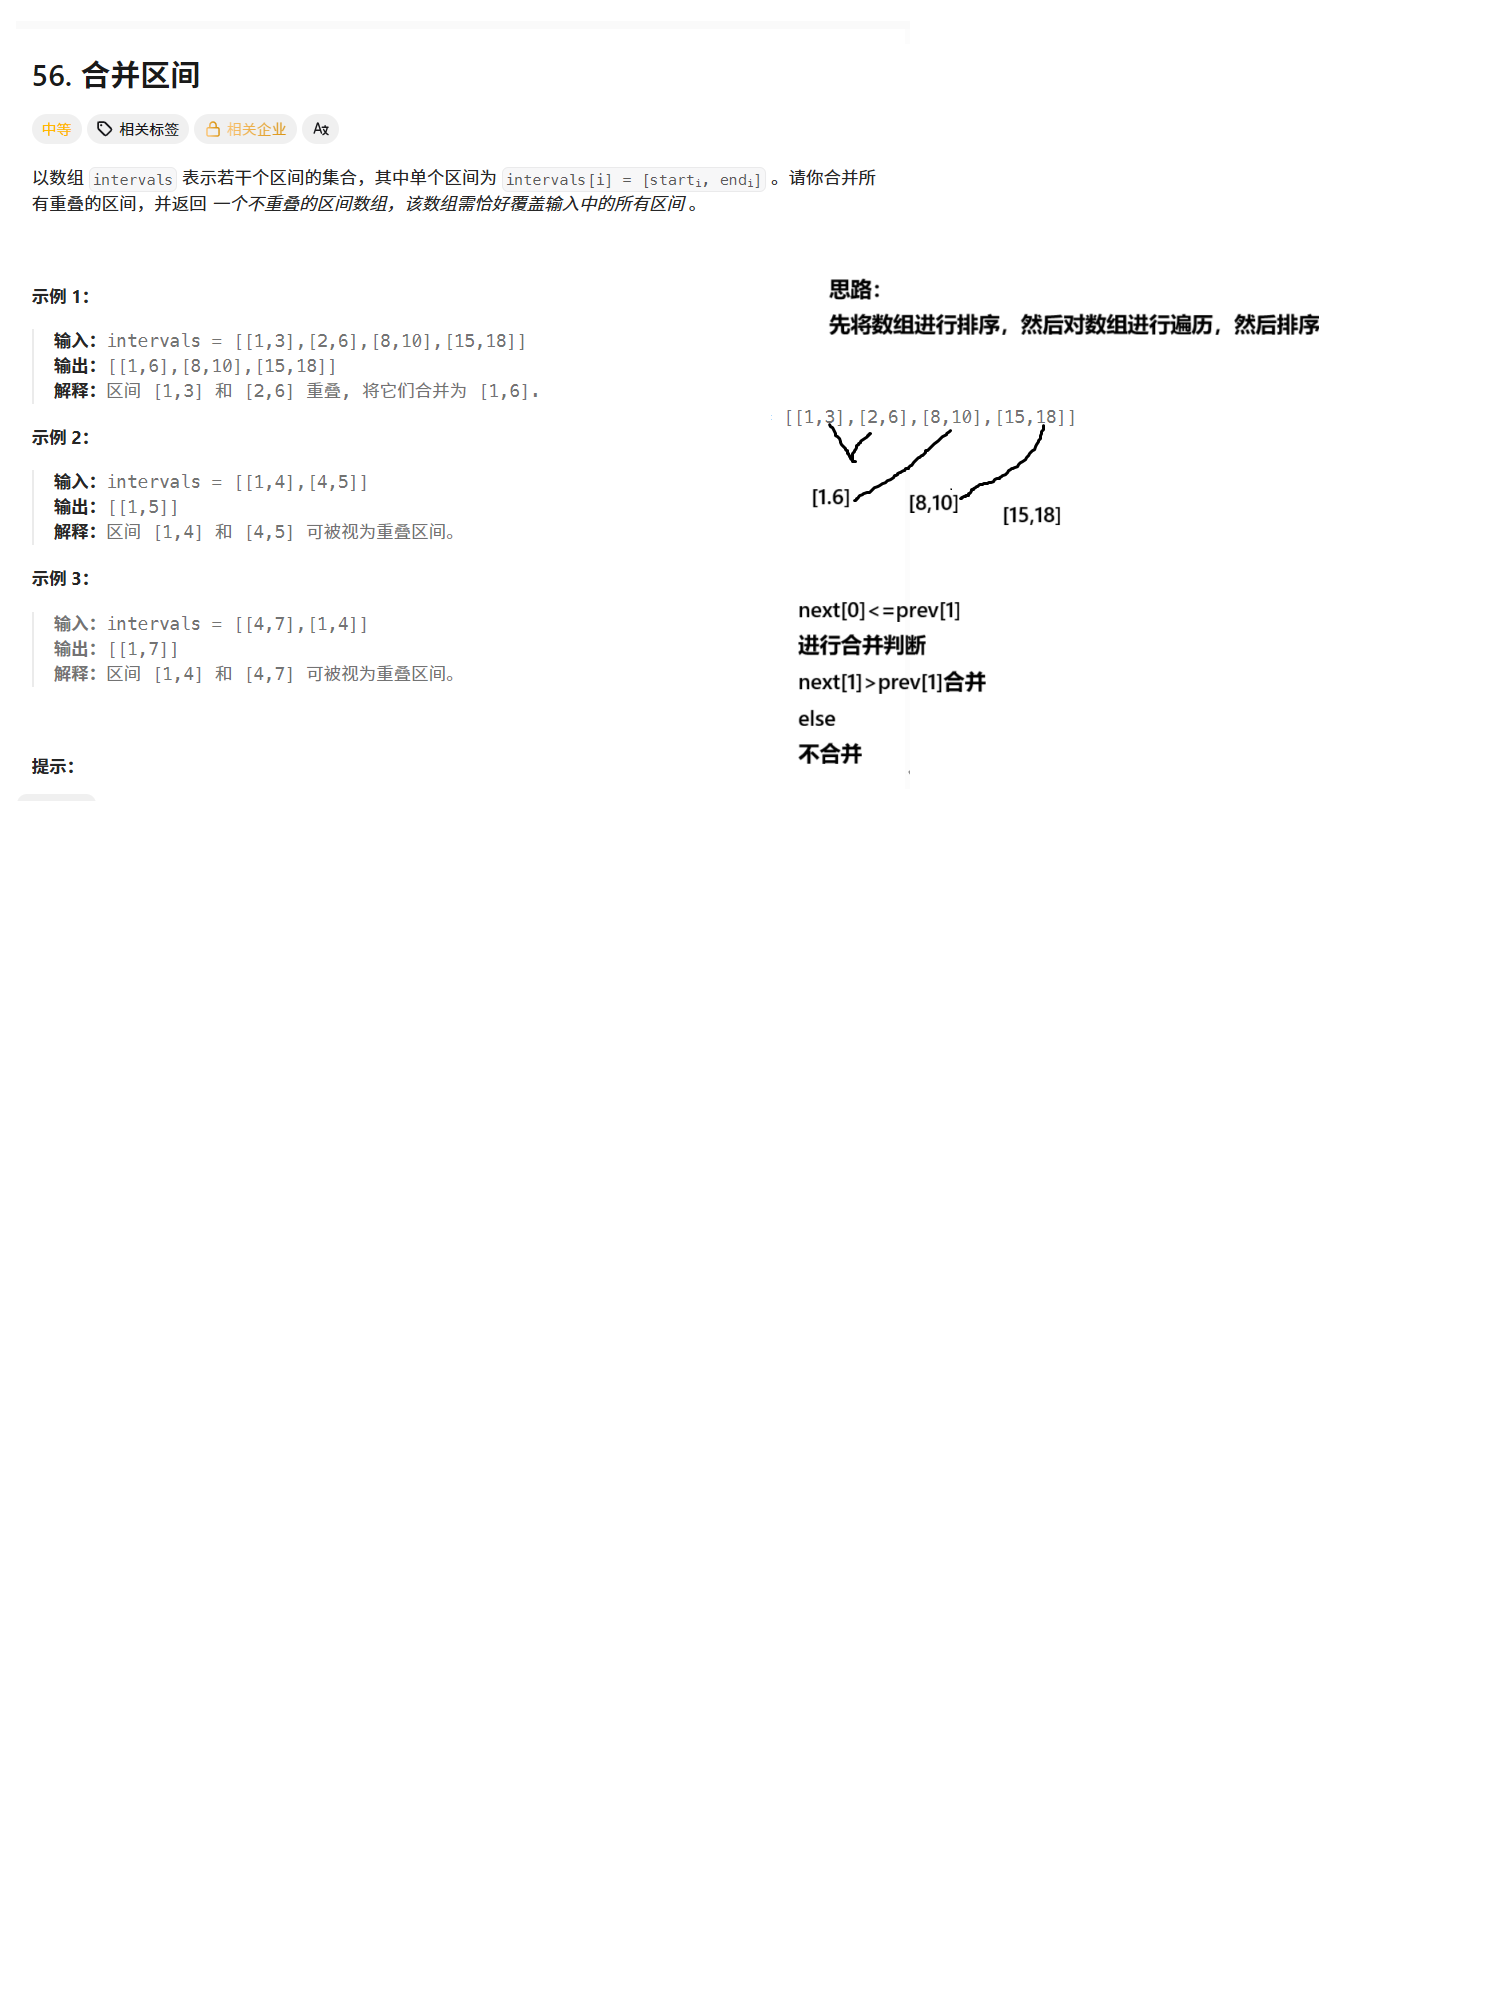 56. 合并区间
中等 相关标签 相关企业 A文
以数组 intervals 表示若干个区间的集合，其中单个区间为 intervals[i] = [starti, endi] 。请你合并所
有重叠的区间，并返回 一个不重叠的区间数组，该数组需恰好覆盖输入中的所有区间 。
示例 1：
输入：intervals = [[1,3],[2,6],[8,10],[15,18]]
输出：[[1,6],[8,10],[15,18]]
解释：区间 [1,3] 和 [2,6] 重叠, 将它们合并为 [1,6].
示例 2：
输入：intervals = [[1,4],[4,5]]
输出：[[1,5]]
解释：区间 [1,4] 和 [4,5] 可被视为重叠区间。
示例 3：
输入：intervals = [[4,7],[1,4]]
输出：[[1,7]]
解释：区间 [1,4] 和 [4,7] 可被视为重叠区间。
提示：
思路：
先将数组进行排序，然后对数组进行遍历，然后排序
[[1,3],[2,6],[8,10],[15,18]]
[1.6]
[8,10]
[15,18]
next[0]<=prev[1]
进行合并判断
next[1]>prev[1]合并
else
不合并